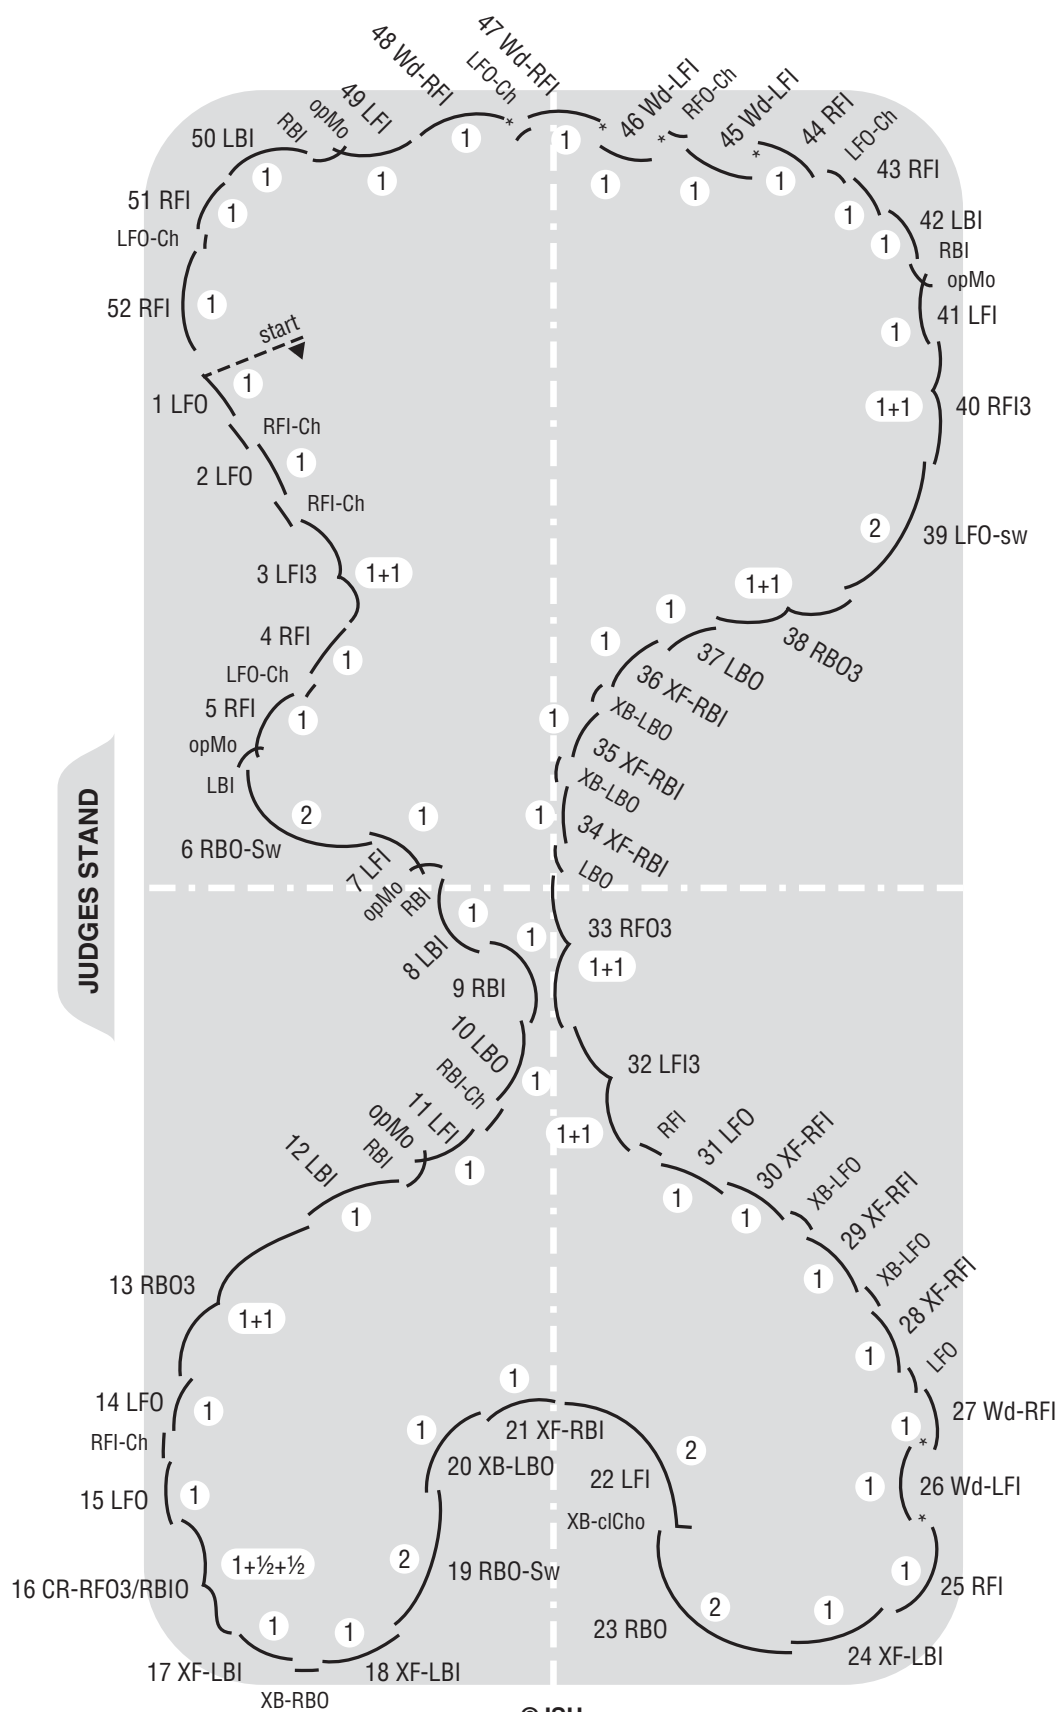 47 Wd-RFI
LFO-Ch
*
1
48 Wd-RFI
*
1
46 Wd-LFI
1
*
RFO-Ch
45 Wd-LFI
1
*
44 RFI
1
LFO-Ch
43 RFI
1
42 LBI
1
RBI
opMo
41 LFI
1
49 LFI
1
opMo
RBI
50 LBI
1
51 RFI
1
LFO-Ch
52 RFI
1
start
1
1 LFO
RFI-Ch
2 LFO
1
RFI-Ch
3 LFI3
1+1
4 RFI
1
LFO-Ch
5 RFI
1
opMo
LBI
2
6 RBO-Sw
1
7 LFI
opMo
RBI
1
8 LBI
1
9 RBI
10 LBO
1
RBI-Ch
11 LFI
1
opMo
RBI
12 LBI
1
13 RBO3
1+1
14 LFO
1
RFI-Ch
15 LFO
1
16 CR-RFO3/RBIO
1+½+½
1
17 XF-LBI
XB-RBO
1
18 XF-LBI
2
19 RBO-Sw
1
20 XB-LBO
1
21 XF-RBI
22 LFI
2
XB-clCho
23 RBO
2
1
24 XF-LBI
1
25 RFI
*
1
26 Wd-LFI
*
1
27 Wd-RFI
LFO
28 XF-RFI
1
XB-LFO
29 XF-RFI
1
XB-LFO
30 XF-RFI
1
31 LFO
1
RFI
32 LFI3
1+1
33 RFO3
1+1
LBO
34 XF-RBI
1
XB-LBO
35 XF-RBI
1
XB-LBO
36 XF-RBI
1
37 LBO
1
38 RBO3
1+1
39 LFO-sw
2
40 RFI3
1+1
JUDGES STAND